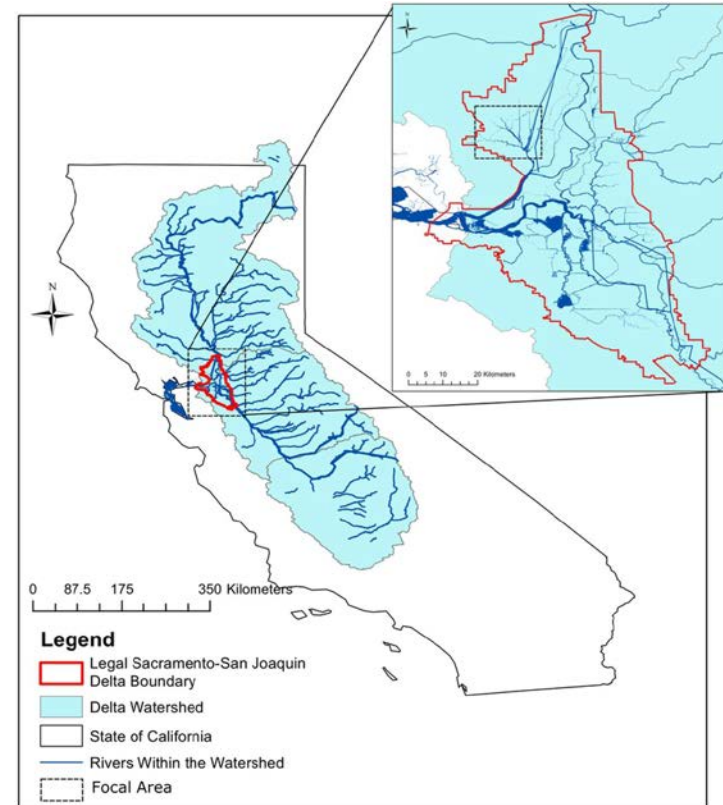 N
0 5 10 20 Kilometers
N
0 87.5 175 350 Kilometers
Legend
Legal Sacramento-San Joaquin
Delta Boundary
Delta Watershed
State of California
Rivers Within the Watershed
Focal Area